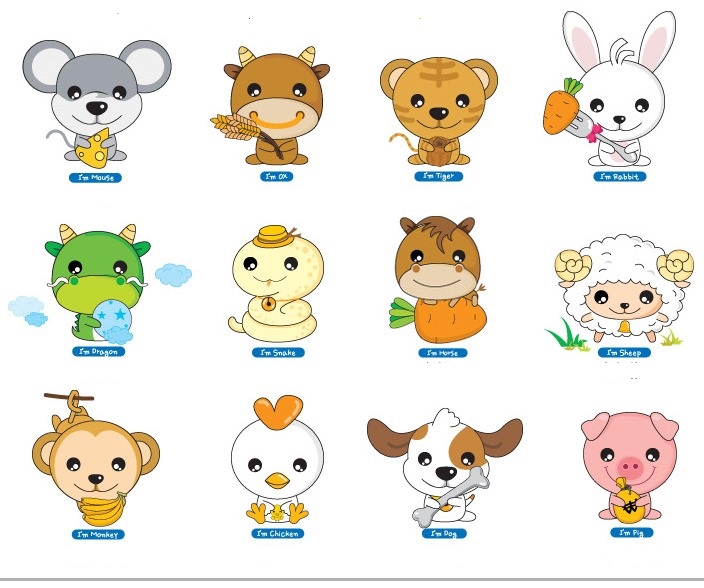 I'm Mouse
I'm OX
I'm Tiger
I'm Rabbit
I'm Dragon
I'm Snake
I'm Horse
I'm Sheep
I'm Monkey
I'm Chicken
I'm Dog
I'm Pig